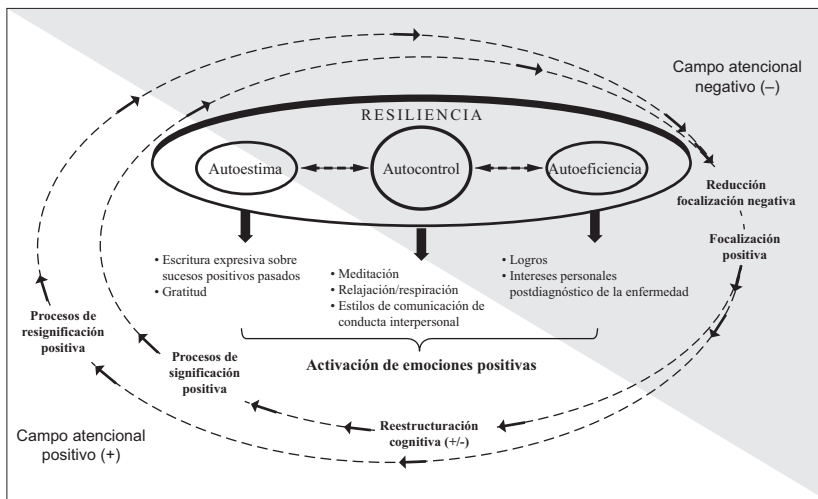 Campo atencional
negativo (–)
RESILIENCIA
Autoestima
Autocontrol
Autoeficiencia
Reducción
focalización negativa
Focalización
positiva
• Escritura expresiva sobre
sucesos positivos pasados
• Gratitud
• Meditación
• Relajación/respiración
• Estilos de comunicación de
conducta interpersonal
• Logros
• Intereses personales
postdiagnóstico de la enfermedad
Activación de emociones positivas
Procesos de
resignificación
positiva
Procesos de
significación
positiva
Reestructuración
cognitiva (+/-)
Campo atencional
positivo (+)